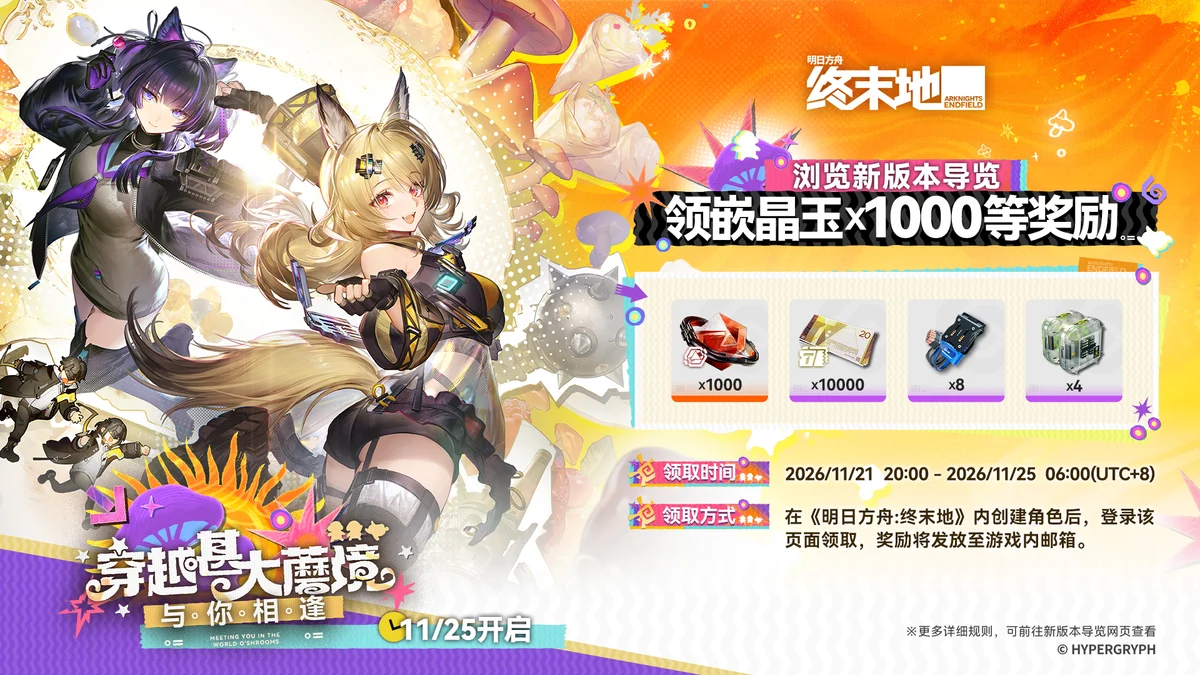 明日方舟
终末地
ARKNIGHTS
ENDFIELD
浏览新版本导览
领嵌晶玉x1000等奖励
ENDFIELD
20
x1000
x10000
x8
x4
领取时间
2026/11/21 20:00 - 2026/11/25 06:00(UTC+8)
领取方式
在《明日方舟:终末地》内创建角色后，登录该
页面领取，奖励将发放至游戏内邮箱。
穿越甚大蘑境
与·你·相·逢
MEETING YOU IN THE
WORLD O'SHROOMS
11/25开启
※更多详细规则，可前往新版本导览网页查看
© HYPERGRYPH